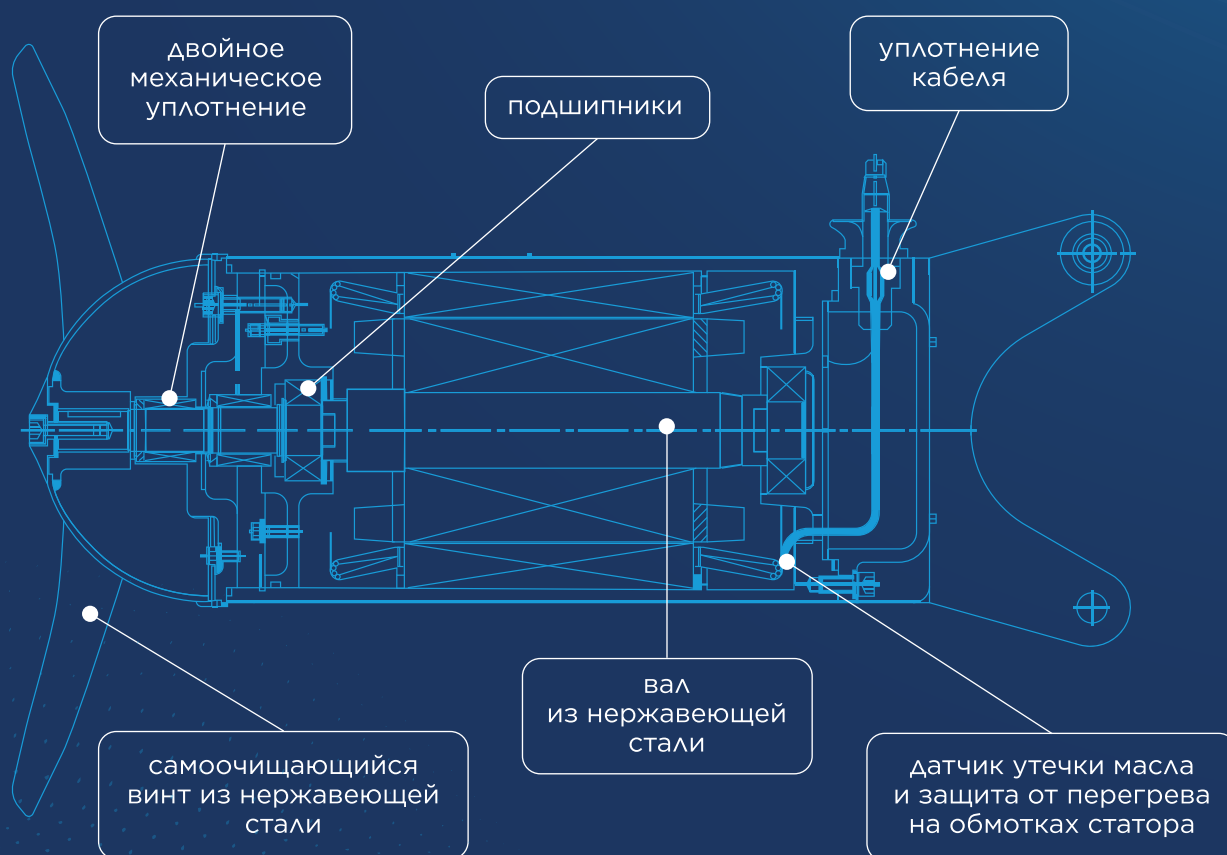 двойное
механическое
уплотнение
подшипники
уплотнение
кабеля
вал
из нержавеющей
стали
самоочищающийся
винт из нержавеющей
стали
датчик утечки масла
и защита от перегрева
на обмотках статора